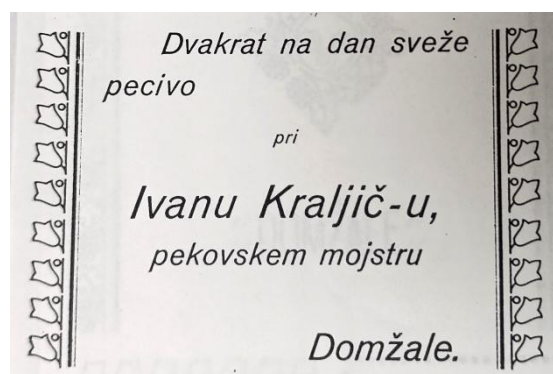 Dvakrat na dan sveže
pecivo
pri
Ivanu Kraljič-u,
pekovskem mojstru
Domžale.